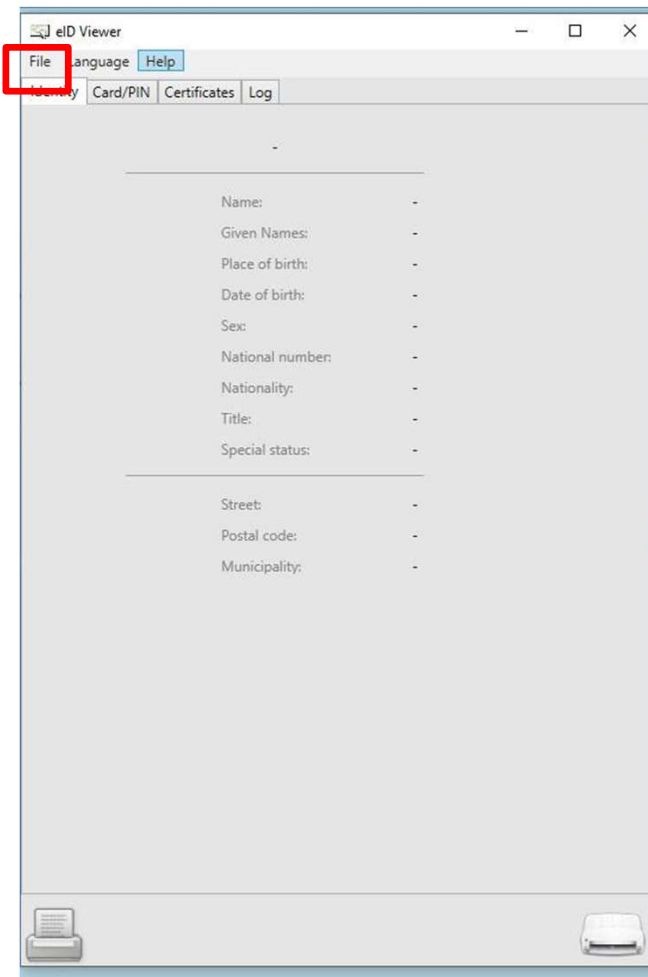 eID Viewer
File Language Help
Identity Card/PIN Certificates Log
-
Name: -
Given Names: -
Place of birth: -
Date of birth: -
Sex: -
National number: -
Nationality: -
Title: -
Special status: -
Street: -
Postal code: -
Municipality: -